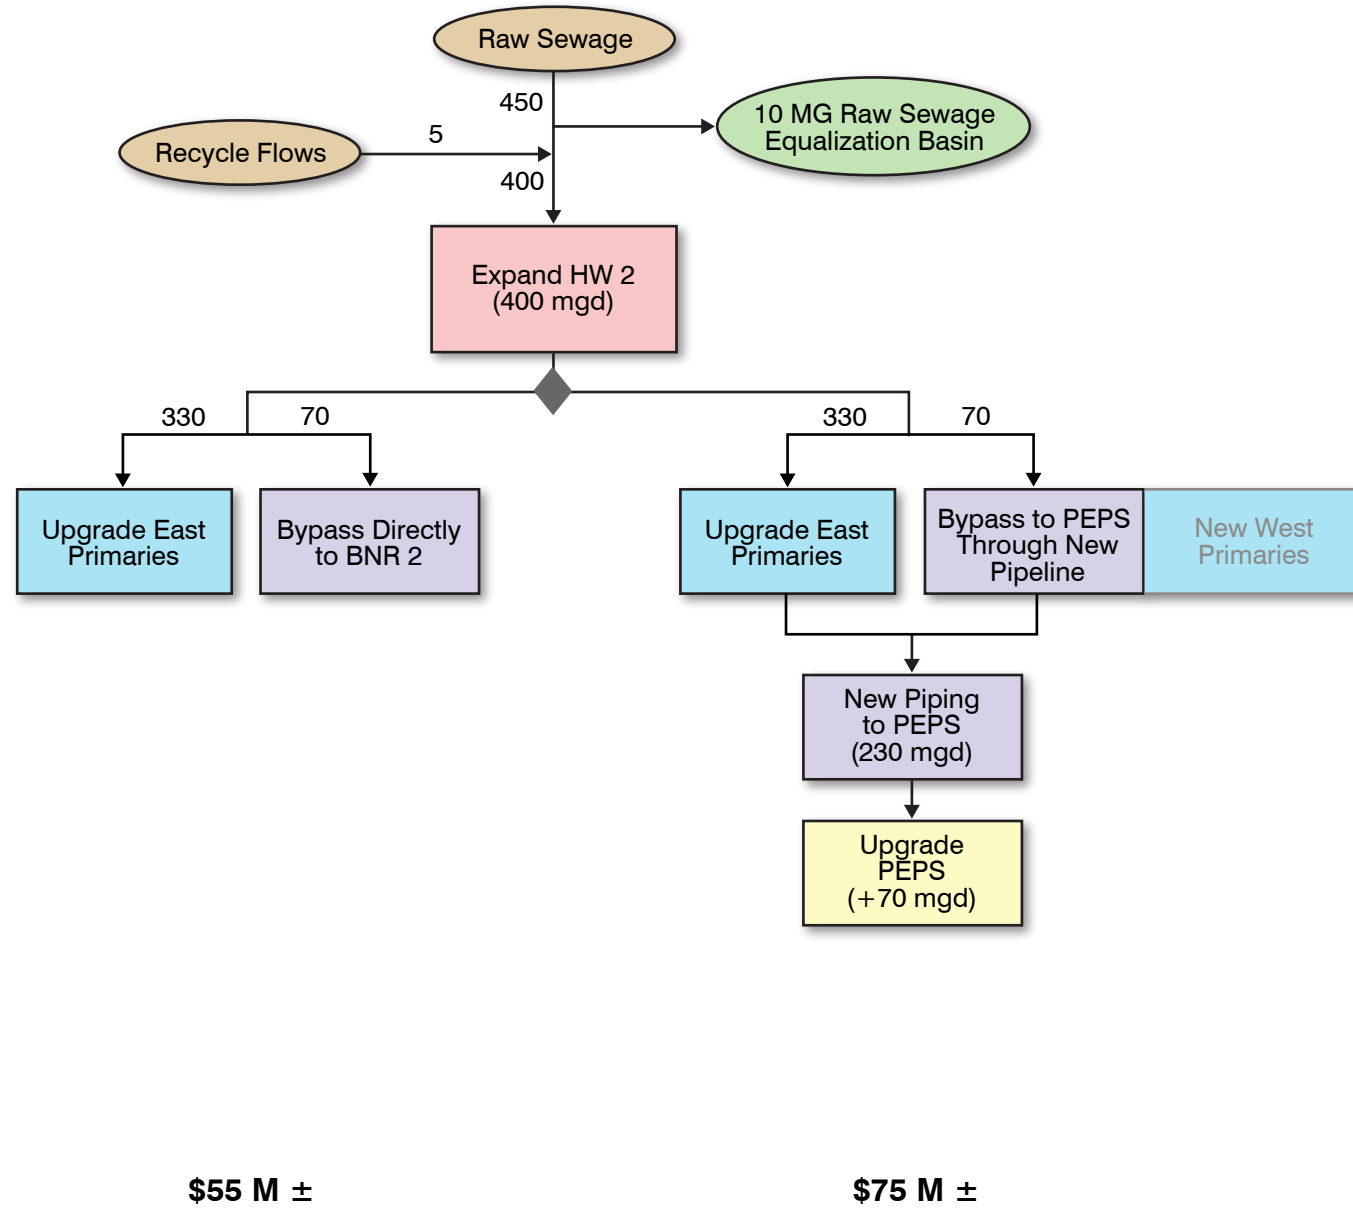 Raw Sewage
450
10 MG Raw Sewage
Equalization Basin
5
Recycle Flows
400
Expand HW 2
(400 mgd)
330
70
330
70
Upgrade East
Primaries
Bypass Directly
to BNR 2
Upgrade East
Primaries
Bypass to PEPS
Through New
Pipeline
New West
Primaries
New Piping
to PEPS
(230 mgd)
Upgrade
PEPS
(+70 mgd)
$55 M ±
$75 M ±